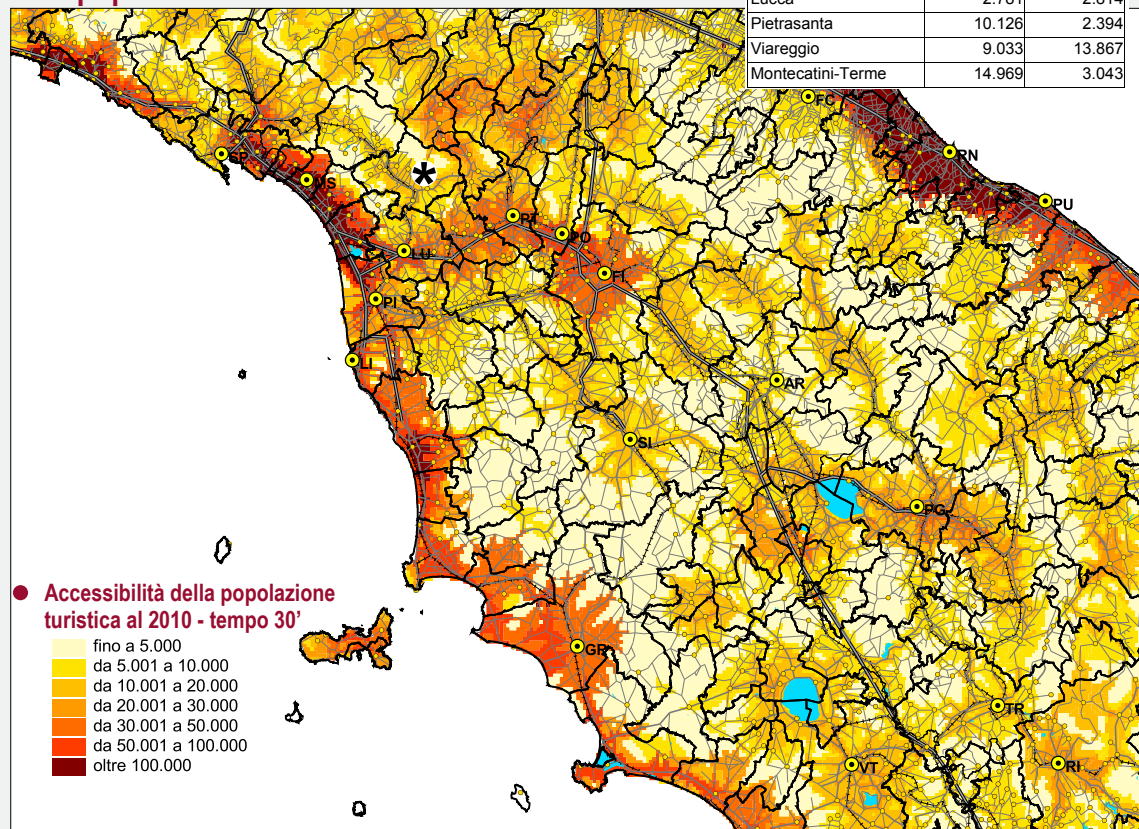 Pietrasanta 10.126 2.394
Viareggio 9.033 13.867
Montecatini-Terme 14.969 3.043
FC
RN
SP
MS
*
PU
PT
LU
FI
PI
LI
AR
SI
PG
Accessibilità della popolazione
turistica al 2010 - tempo 30’
fino a 5.000
da 5.001 a 10.000
da 10.001 a 20.000
da 20.001 a 30.000
da 30.001 a 50.000
da 50.001 a 100.000
oltre 100.000
GR
TR
VT
RI